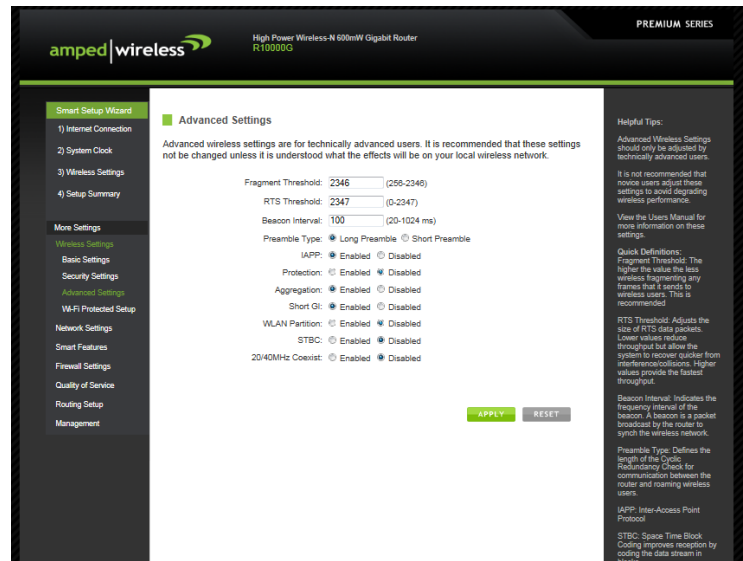 PREMIUM SERIES
amped wireless
High Power Wireless-N 600mW Gigabit Router
R10000G
Smart Setup Wizard
1) Internet Connection
2) System Clock
3) Wireless Settings
4) Setup Summary
More Settings
Wireless Settings
Basic Settings
Security Settings
Advanced Settings
Wi-Fi Protected Setup
Network Settings
Smart Features
Firewall Settings
Quality of Service
Routing Setup
Management
Advanced Settings
Advanced wireless settings are for technically advanced users. It is recommended that these settings
not be changed unless it is understood what the effects will be on your local wireless network.
Fragment Threshold: 2346 (256-2346)
RTS Threshold: 2347 (0-2347)
Beacon Interval: 100 (20-1024 ms)
Preamble Type: Long Preamble Short Preamble
IAPP: Enabled Disabled
Protection: Enabled Disabled
Aggregation: Enabled Disabled
Short GI: Enabled Disabled
WLAN Partition: Enabled Disabled
STBC: Enabled Disabled
20/40MHz Coexist: Enabled Disabled
APPLY RESET
Helpful Tips:
Advanced Wireless Settings
should only be adjusted by
technically advanced users.
It is not recommended that
novice users adjust these
settings to aovid degrading
wireless performance.
View the Users Manual for
more information on these
settings.
Quick Definitions:
Fragment Threshold: The
higher the value the less
wireless fragmenting any
frames that it sends to
wireless users. This is
recommended
RTS Threshold: Adjusts the
size of RTS data packets.
Lower values reduce
throughput but allow the
system to recover quicker from
interference/collisions. Higher
values provide the fastest
throughput.
Beacon Interval: Indicates the
frequency interval of the
beacon. A beacon is a packet
broadcast by the router to
synch the wireless network.
Preamble Type: Defines the
length of the Cyclic
Redundancy Check for
communication between the
router and roaming wireless
users.
IAPP: Inter-Access Point
Protocol
STBC: Space Time Block
Coding improves reception by
coding the data stream in